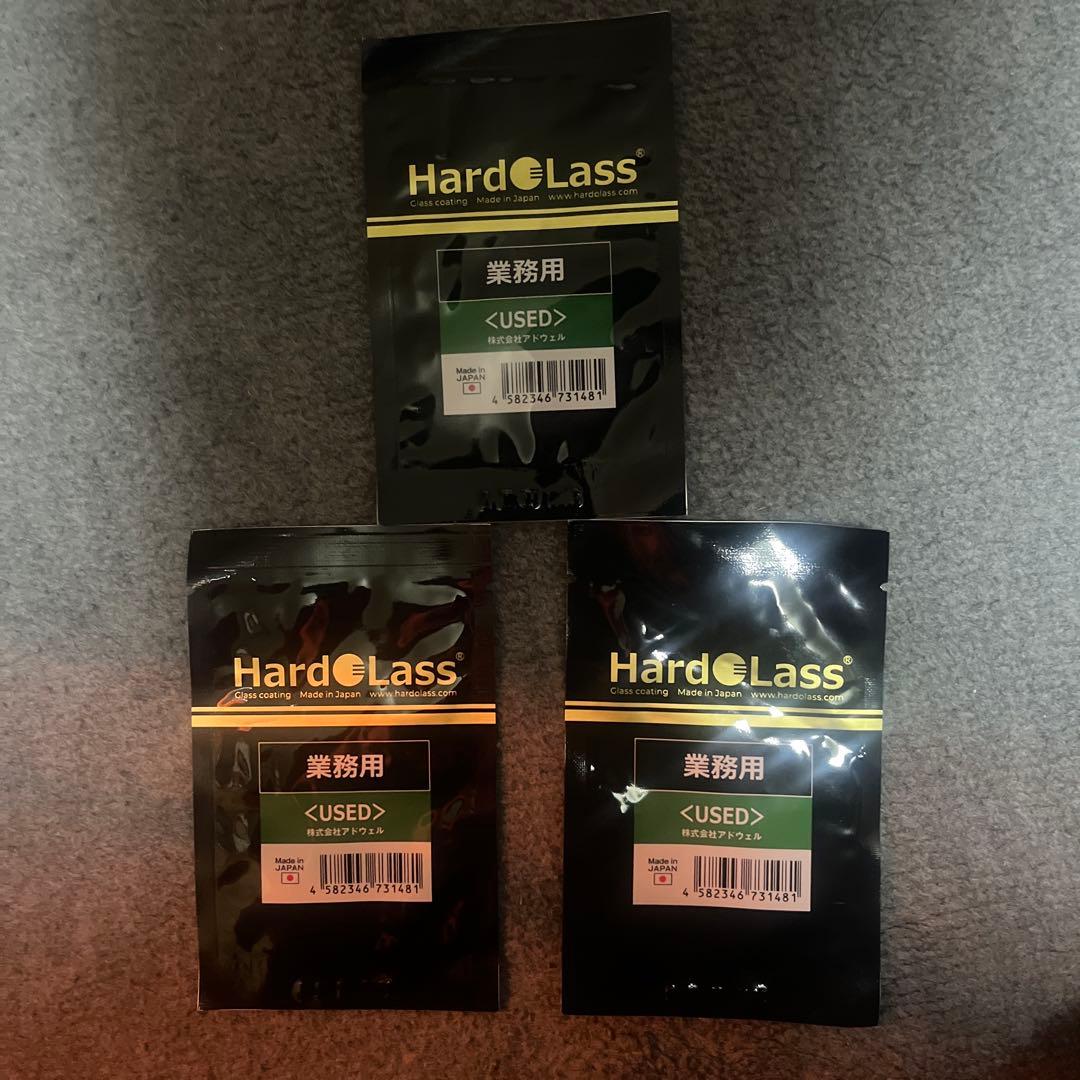 HardoLass®
Glass coating Made in Japan www.hardolass.com
業務用
<USED>
株式会社アドウェル
Made in
JAPAN
4 582346 731481
HardoLass®
Glass coating Made in Japan www.hardolass.com
業務用
<USED>
株式会社アドウェル
Made in
JAPAN
4 582346 731481
HardoLass®
Glass coating Made in Japan www.hardolass.com
業務用
<USED>
株式会社アドウェル
Made in
JAPAN
4 582346 731481